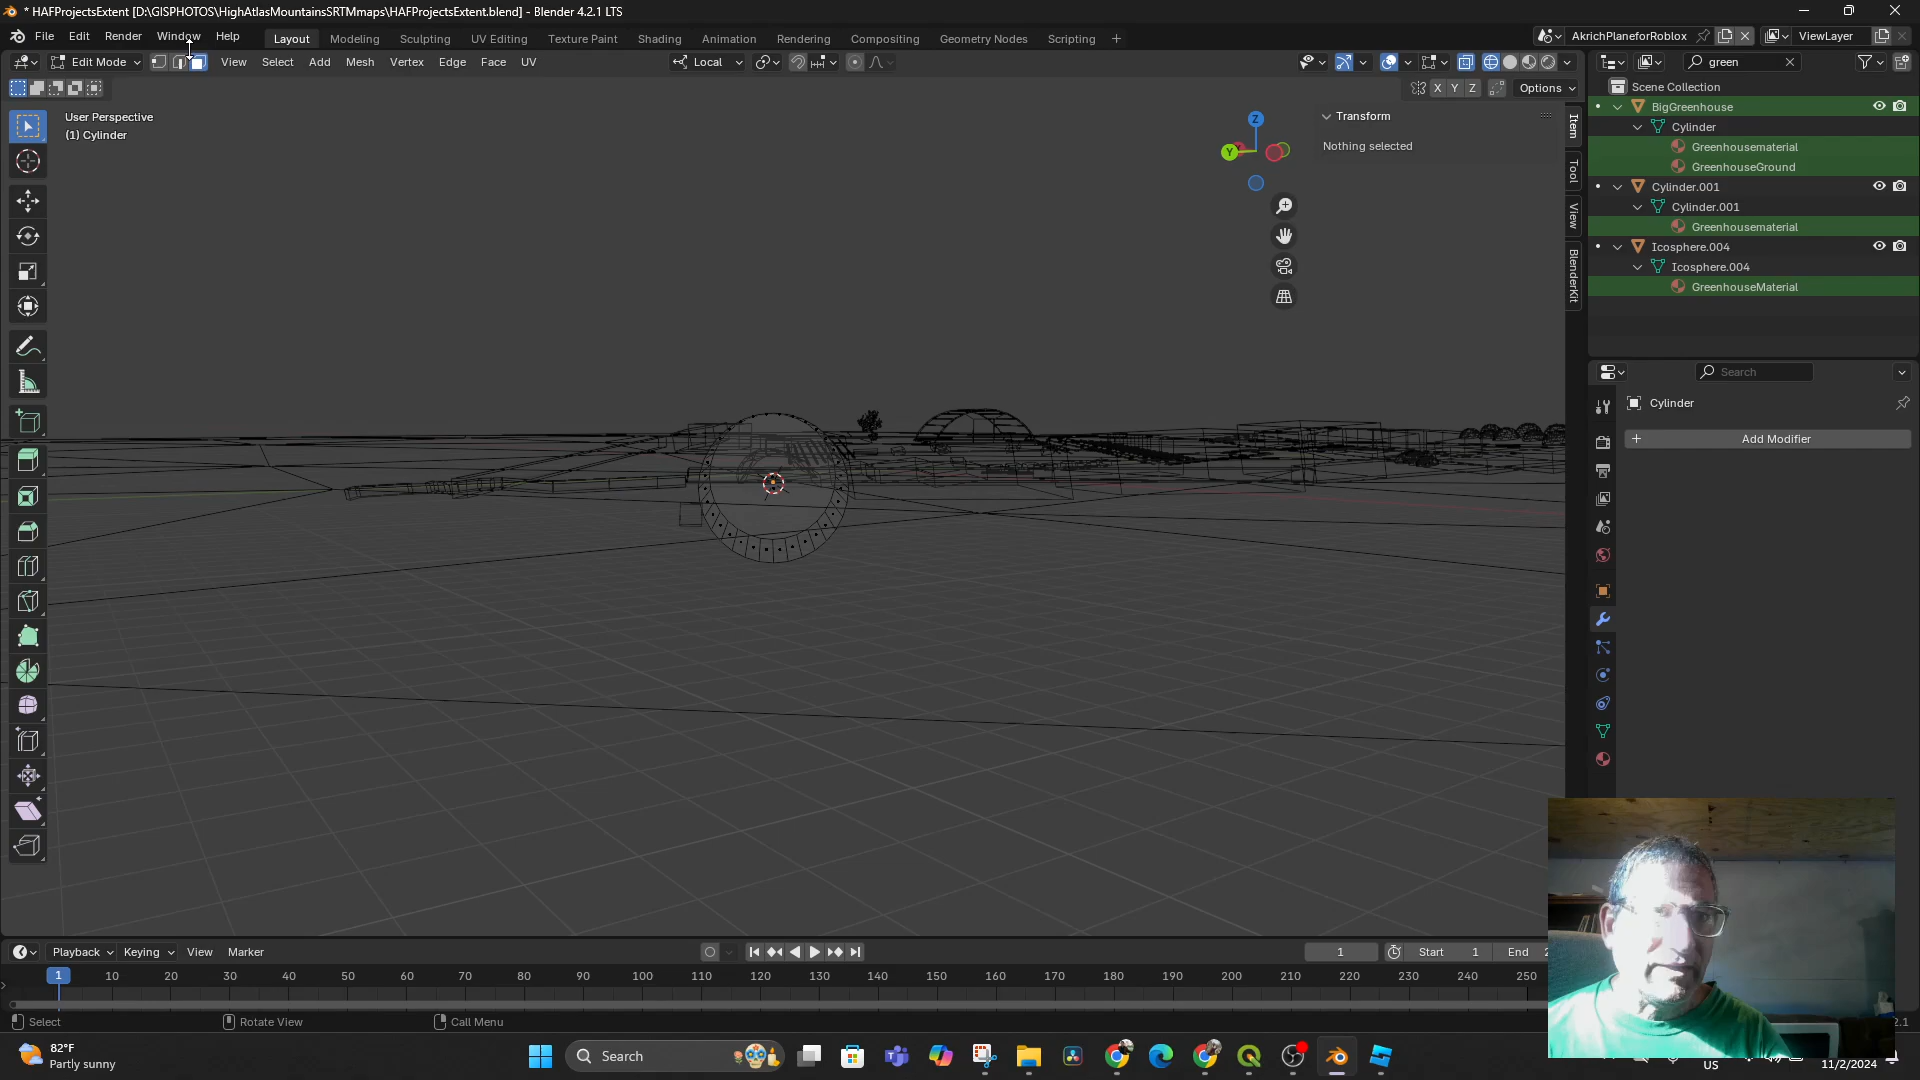 * HAFProjectsExtent [D:\GISPHOTOS\HighAtlasMountainsSRTMmaps\HAFProjectsExtent.blend] - Blender 4.2.1 LTS
File Edit Render Window Help Layout Modeling Sculpting UV Editing Texture Paint Shading Animation Rendering Compositing Geometry Nodes Scripting + AkrichPlaneforRoblox ViewLayer
Edit Mode View Select Add Mesh Vertex Edge Face UV Local green
X Y Z Options Scene Collection
User Perspective
(1) Cylinder
Z
Y
Transform
Nothing selected
Item
Tool
View
BlenderKit
BigGreenhouse
Cylinder
Greenhousematerial
GreenhouseGround
Cylinder.001
Cylinder.001
Greenhousematerial
Icosphere.004
Icosphere.004
GreenhouseMaterial
Search
Cylinder
+ Add Modifier
Playback Keying View Marker 1 Start 1 End 2
1 10 20 30 40 50 60 70 80 90 100 110 120 130 140 150 160 170 180 190 200 210 220 230 240 250
Select Rotate View Call Menu 2.1
82°F
Partly sunny
Search
US
11/2/2024